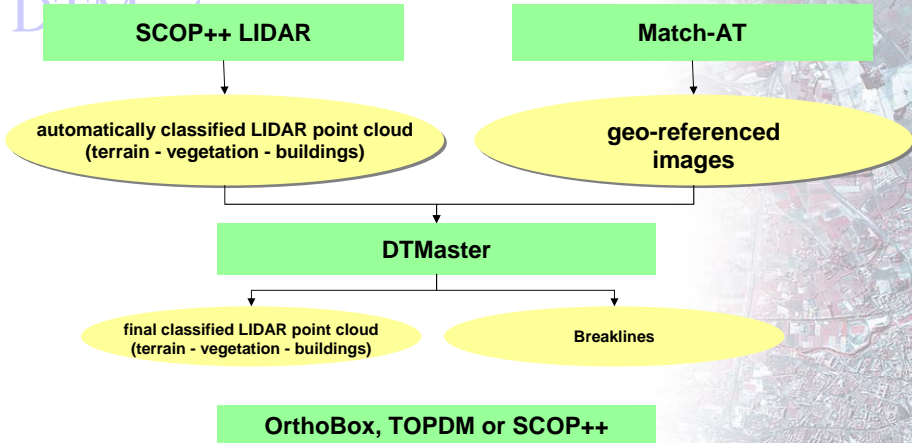 SCOP++ LIDAR
Match-AT
automatically classified LIDAR point cloud
(terrain - vegetation - buildings)
geo-referenced
images
DTMaster
final classified LIDAR point cloud
(terrain - vegetation - buildings)
Breaklines
OrthoBox, TOPDM or SCOP++